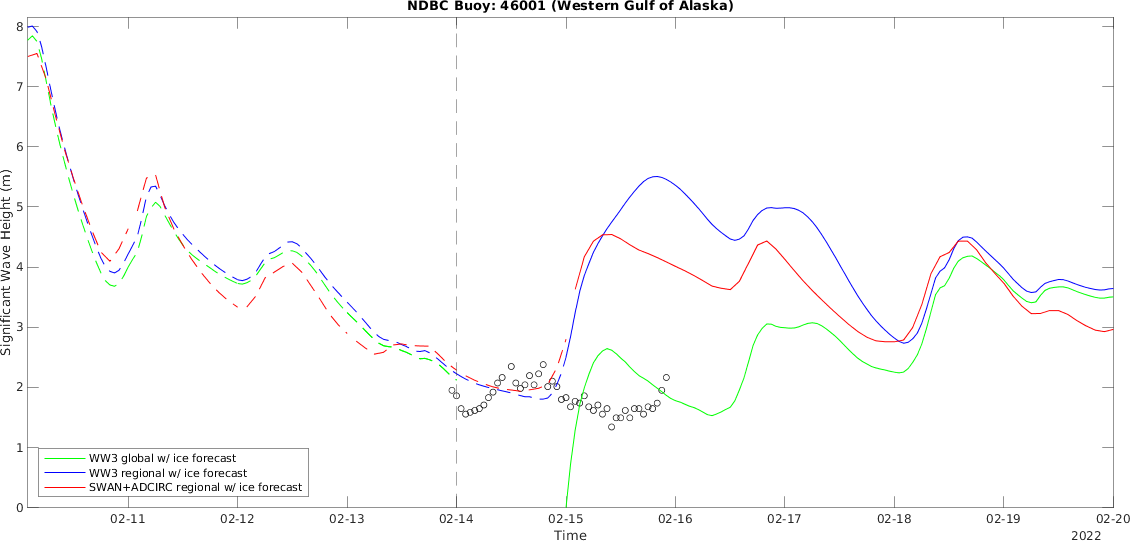 NDBC Buoy: 46001 (Western Gulf of Alaska)
Significant Wave Height (m)
8
7
6
5
4
3
2
1
0
WW3 global w/ ice forecast
WW3 regional w/ ice forecast
SWAN+ADCIRC regional w/ ice forecast
02-11 02-12 02-13 02-14 02-15 02-16 02-17 02-18 02-19 02-20
Time
2022